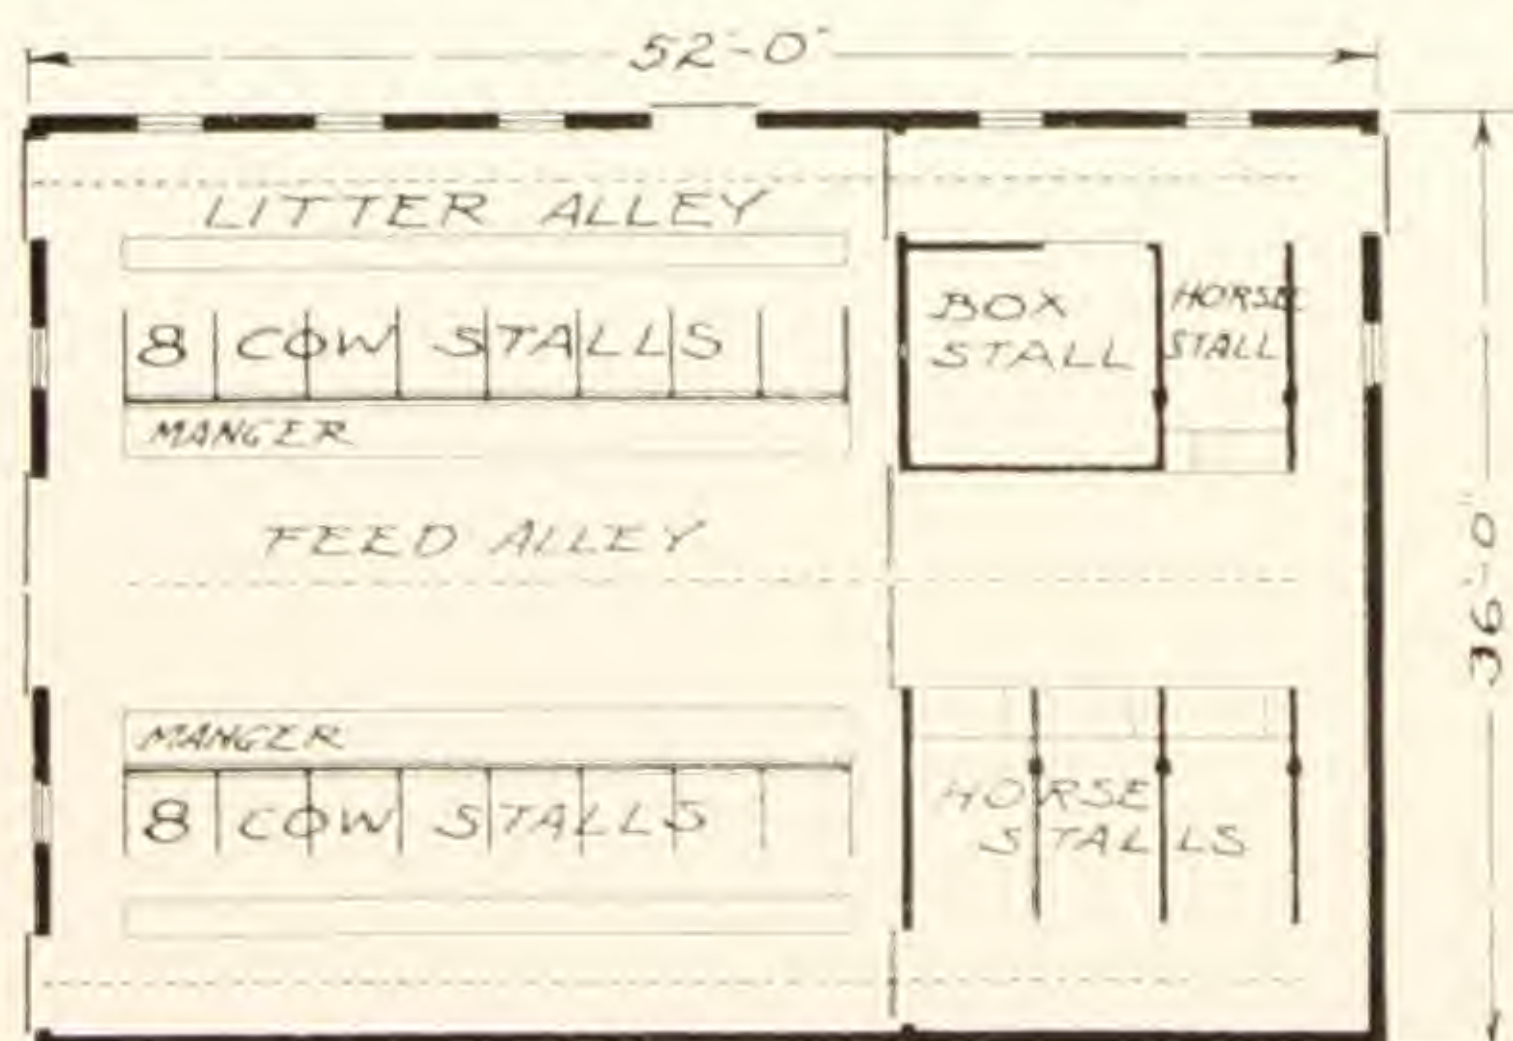 52'-0"
LITTER ALLEY
8 COW STALLS
MANGER
BOX
STALL
HORSE
STALL
FEED ALLEY
36'-0"
MANGER
8 COW STALLS
HORSE
STALLS